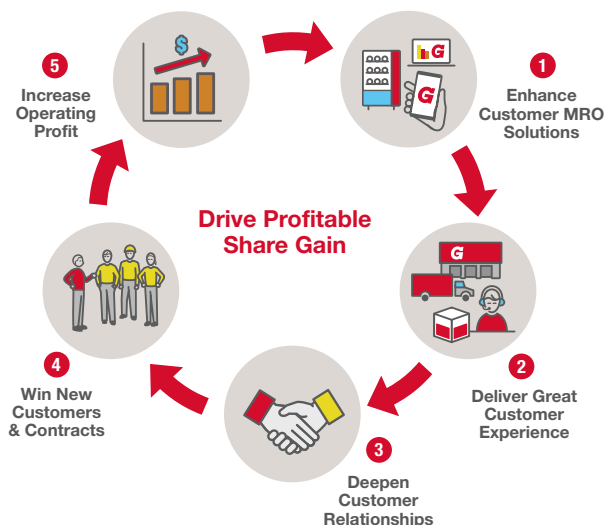 Drive Profitable
Share Gain
1
Enhance
Customer MRO
Solutions
G
G
2
Deliver Great
Customer
Experience
G
3
Deepen
Customer
Relationships
4
Win New
Customers
& Contracts
5
Increase
Operating
Profit
$